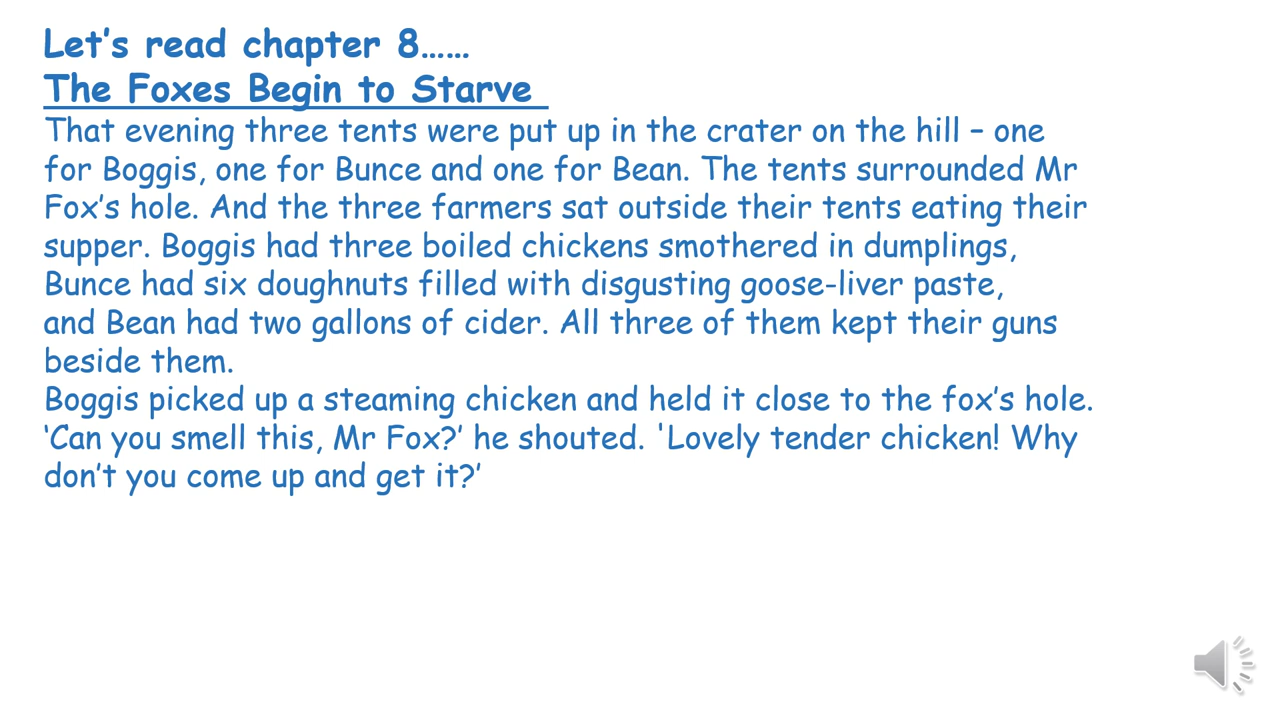 Let's read chapter 8......
The Foxes Begin to Starve
That evening three tents were put up in the crater on the hill – one
for Boggis, one for Bunce and one for Bean. The tents surrounded Mr
Fox's hole. And the three farmers sat outside their tents eating their
supper. Boggis had three boiled chickens smothered in dumplings,
Bunce had six doughnuts filled with disgusting goose-liver paste,
and Bean had two gallons of cider. All three of them kept their guns
beside them.
Boggis picked up a steaming chicken and held it close to the fox's hole.
‘Can you smell this, Mr Fox?’ he shouted. 'Lovely tender chicken! Why
don’t you come up and get it?’